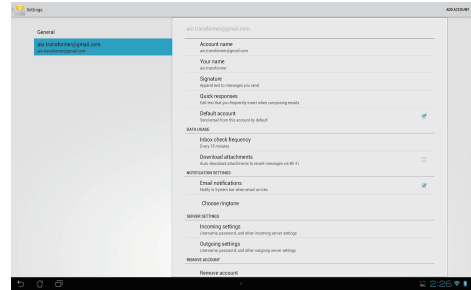 Settings
ADD ACCOUNT
General
aio.transformer@gmail.com
aio.transformer@gmail.com
aio.transformer@gmail.com
Account name
aio.transformer@gmail.com
Your name
aio transformer
Signature
Append text to messages you send
Quick responses
Edit text that you frequently insert when composing emails
Default account
Send email from this account by default
DATA USAGE
Inbox check frequency
Every 15 minutes
Download attachments
Auto-download attachments to recent messages via Wi-Fi
NOTIFICATION SETTINGS
Email notifications
Notify in System bar when email arrives
Choose ringtone
SERVER SETTINGS
Incoming settings
Username, password, and other incoming server settings
Outgoing settings
Username, password, and other outgoing server settings
REMOVE ACCOUNT
Remove account
2:26